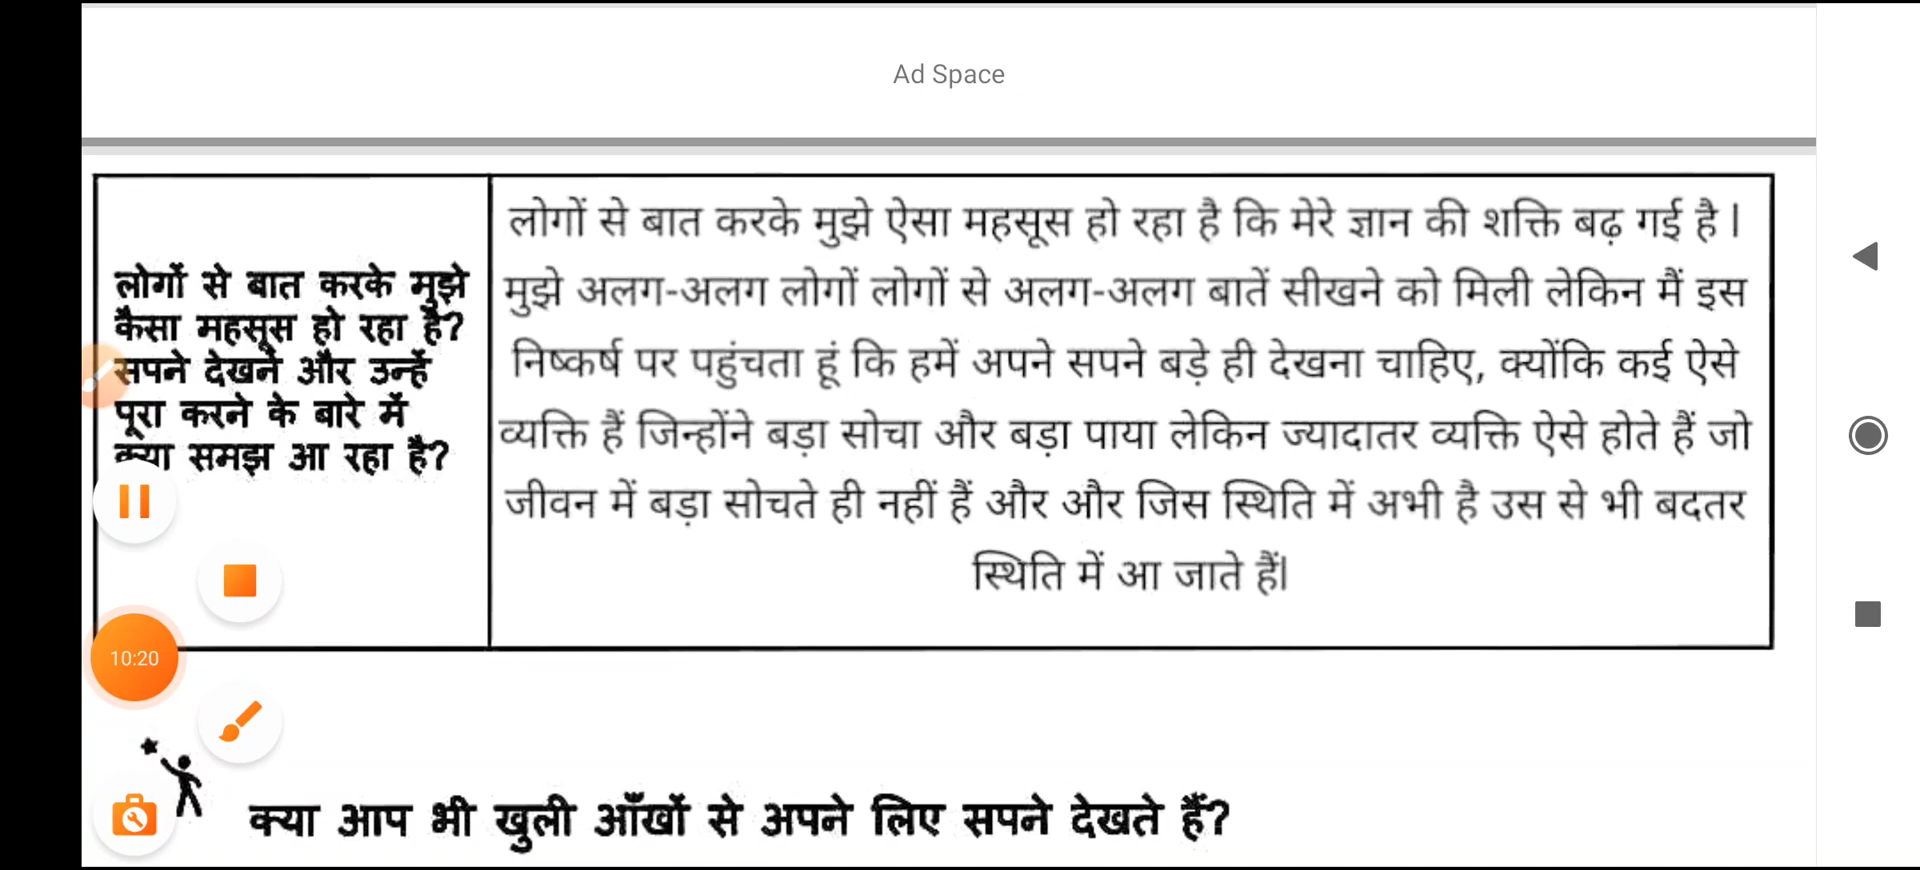 Ad Space
लोगों से बात करके मुझे
कैसा महसूस हो रहा है?
सपने देखने और उन्हें
पूरा करने के बारे में
क्या समझ आ रहा है?
लोगों से बात करके मुझे ऐसा महसूस हो रहा है कि मेरे ज्ञान की शक्ति बढ़ गई है |
मुझे अलग-अलग लोगों लोगों से अलग-अलग बातें सीखने को मिली लेकिन मैं इस
निष्कर्ष पर पहुंचता हूं कि हमें अपने सपने बड़े ही देखना चाहिए, क्योंकि कई ऐसे
व्यक्ति हैं जिन्होंने बड़ा सोचा और बड़ा पाया लेकिन ज्यादातर व्यक्ति ऐसे होते हैं जो
जीवन में बड़ा सोचते ही नहीं हैं और और जिस स्थिति में अभी है उस से भी बदतर
स्थिति में आ जाते हैं|
10:20
क्या आप भी खुली आँखों से अपने लिए सपने देखते हैं?